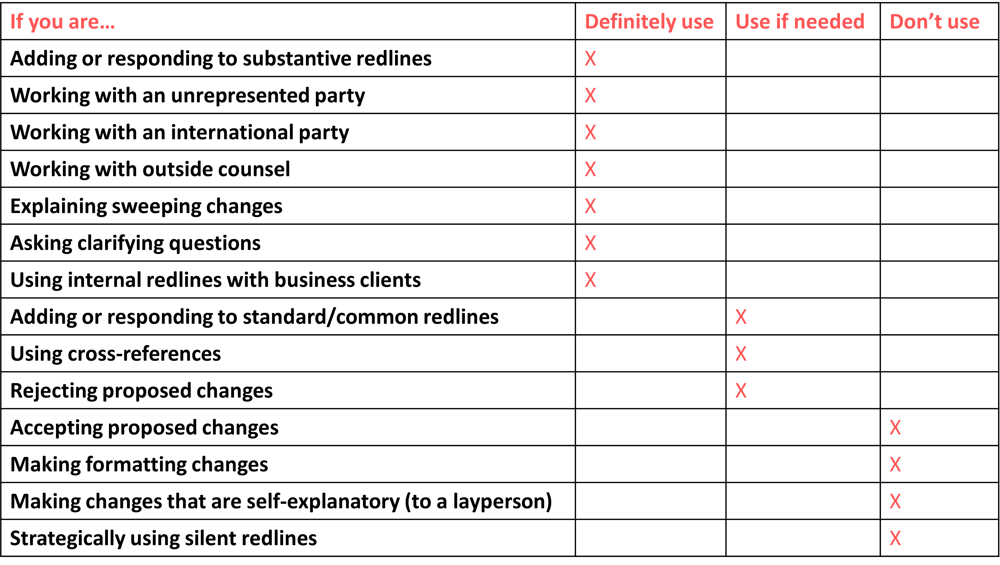 If you are… Definitely use Use if needed Don’t use
Adding or responding to substantive redlines X
Working with an unrepresented party X
Working with an international party X
Working with outside counsel X
Explaining sweeping changes X
Asking clarifying questions X
Using internal redlines with business clients X
Adding or responding to standard/common redlines X
Using cross-references X
Rejecting proposed changes X
Accepting proposed changes X
Making formatting changes X
Making changes that are self-explanatory (to a layperson) X
Strategically using silent redlines X